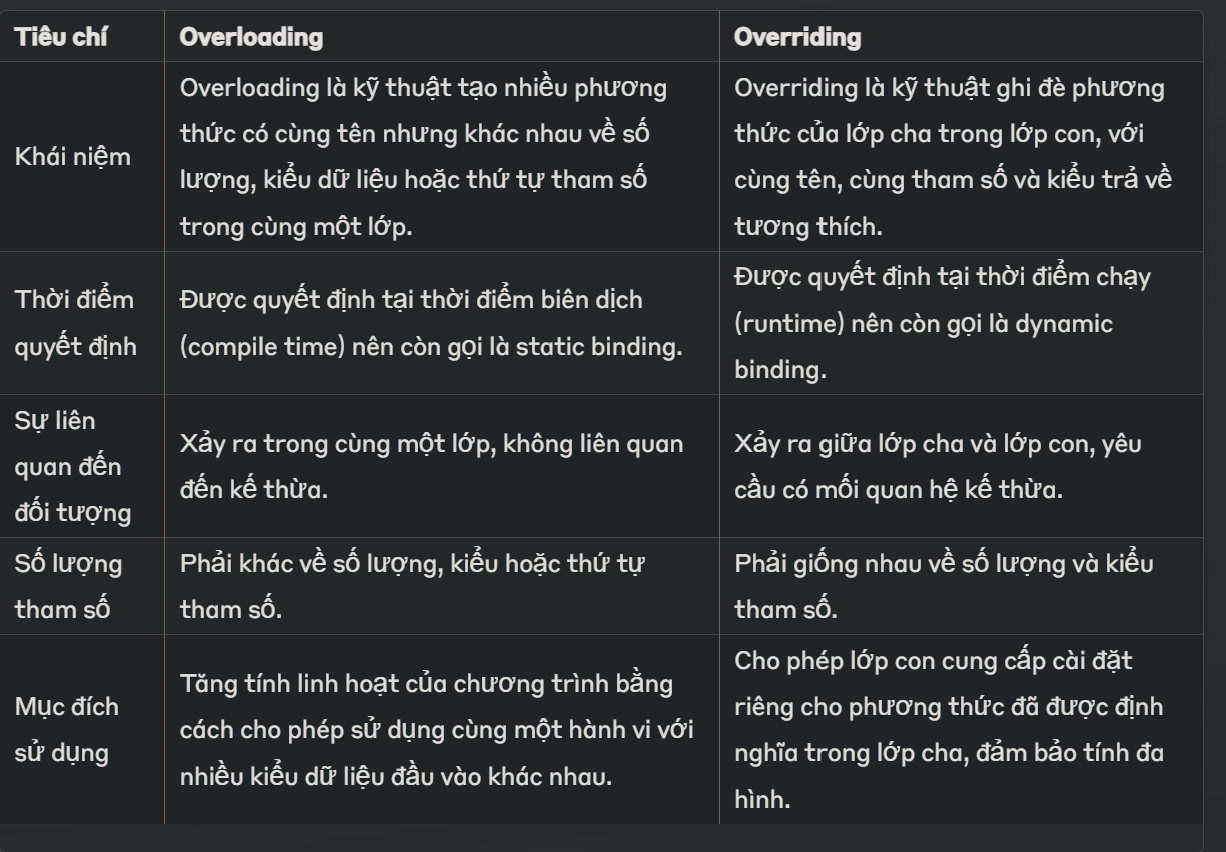 Tiêu chí
Overloading
Overriding
Khái niệm
Overloading là kỹ thuật tạo nhiều phương
thức có cùng tên nhưng khác nhau về số
lượng, kiểu dữ liệu hoặc thứ tự tham số
trong cùng một lớp.
Overriding là kỹ thuật ghi đè phương
thức của lớp cha trong lớp con, với
cùng tên, cùng tham số và kiểu trả về
tương thích.
Thời điểm
quyết định
Được quyết định tại thời điểm biên dịch
(compile time) nên còn gọi là static binding.
Được quyết định tại thời điểm chạy
(runtime) nên còn gọi là dynamic
binding.
Sự liên
quan đến
đối tượng
Xảy ra trong cùng một lớp, không liên quan
đến kế thừa.
Xảy ra giữa lớp cha và lớp con, yêu
cầu có mối quan hệ kế thừa.
Số lượng
tham số
Phải khác về số lượng, kiểu hoặc thứ tự
tham số.
Phải giống nhau về số lượng và kiểu
tham số.
Mục đích
sử dụng
Tăng tính linh hoạt của chương trình bằng
cách cho phép sử dụng cùng một hành vi với
nhiều kiểu dữ liệu đầu vào khác nhau.
Cho phép lớp con cung cấp cài đặt
riêng cho phương thức đã được định
nghĩa trong lớp cha, đảm bảo tính đa
hình.